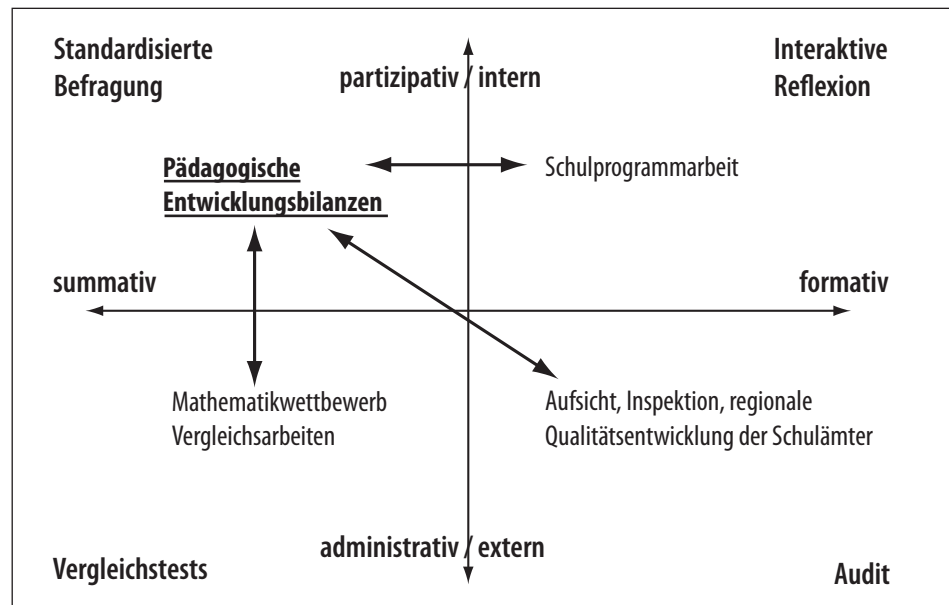 Standardisierte
Befragung
partizipativ / intern
Interaktive
Reflexion
Pädagogische
Entwicklungsbilanzen
Schulprogrammarbeit
summativ
formativ
Mathematikwettbewerb
Vergleichsarbeiten
Aufsicht, Inspektion, regionale
Qualitätsentwicklung der Schulämter
administrativ / extern
Vergleichstests
Audit